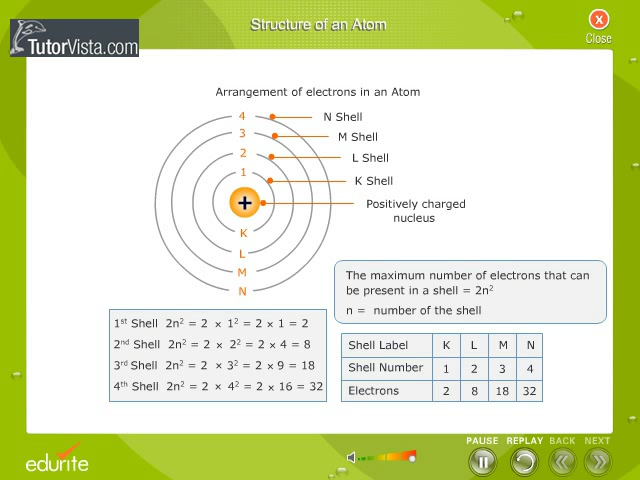 Structure of an Atom
X
Close
TutorVista.com
Arrangement of electrons in an Atom
4
N Shell
3
M Shell
2
L Shell
1
K Shell
+
Positively charged
nucleus
K
L
M
N
The maximum number of electrons that can
be present in a shell = 2n²
n = number of the shell
1st Shell 2n² = 2 × 1² = 2 × 1 = 2
2nd Shell 2n² = 2 × 2² = 2 × 4 = 8
3rd Shell 2n² = 2 × 3² = 2 × 9 = 18
4th Shell 2n² = 2 × 4² = 2 × 16 = 32
Shell Label K L M N
Shell Number 1 2 3 4
Electrons 2 8 18 32
PAUSE REPLAY BACK NEXT
edurite